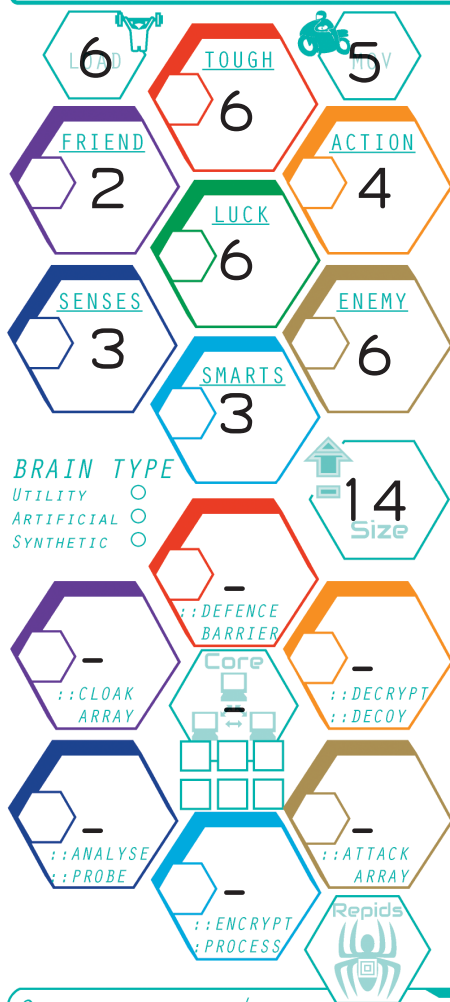 LOAD
6
MOV
5
TOUGH
6
FRIEND
2
ACTION
4
LUCK
6
SENSES
3
ENEMY
6
SMARTS
3
BRAIN TYPE
UTILITY
ARTIFICIAL
SYNTHETIC
14
Size
–
::DEFENCE
BARRIER
–
::CLOAK
ARRAY
Core
–
–
::DECRYPT
::DECOY
–
::ANALYSE
::PROBE
–
::ATTACK
ARRAY
–
::ENCRYPT
:PROCESS
Repids